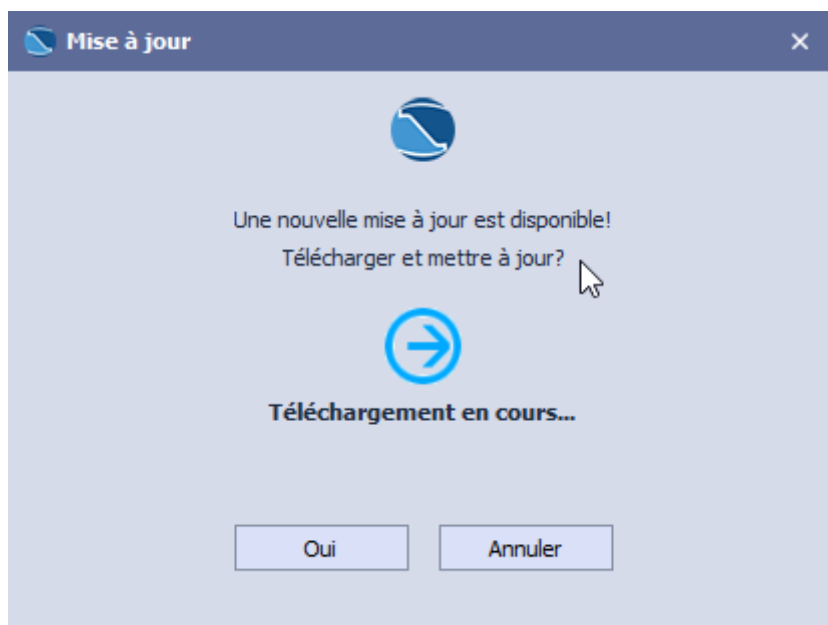 Mise à jour
Une nouvelle mise à jour est disponible!
Télécharger et mettre à jour?
Téléchargement en cours...
Oui
Annuler